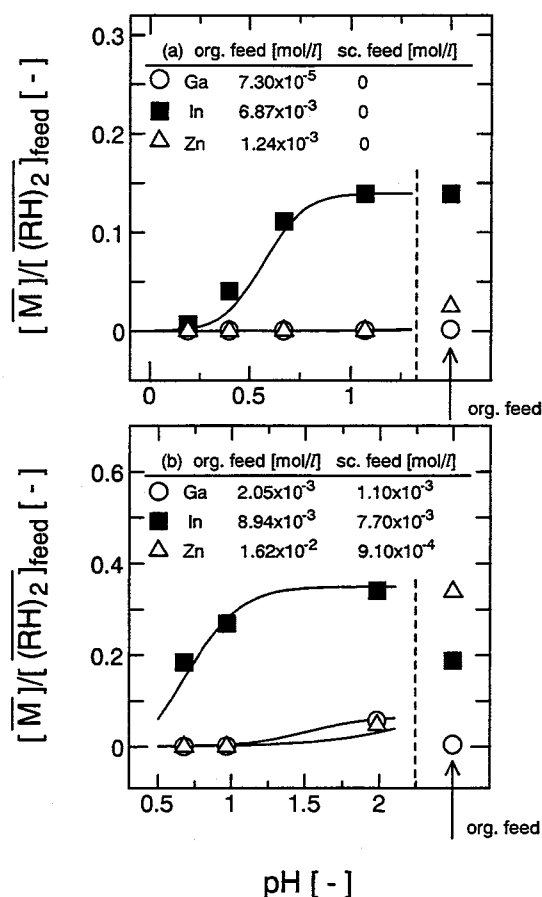 0.3
0.2
0.1
0
(a) org. feed [mol/l] sc. feed [mol/l]
Ga 7.30x10⁻⁵ 0
In 6.87x10⁻³ 0
Zn 1.24x10⁻³ 0
[M]/[(RH)₂]feed [-]
0 0.5 1
org. feed
0.6
0.4
0.2
0
(b) org. feed [mol/l] sc. feed [mol/l]
Ga 2.05x10⁻³ 1.10x10⁻³
In 8.94x10⁻³ 7.70x10⁻³
Zn 1.62x10⁻² 9.10x10⁻⁴
[M]/[(RH)₂]feed [-]
0.5 1 1.5 2
org. feed
pH [-]